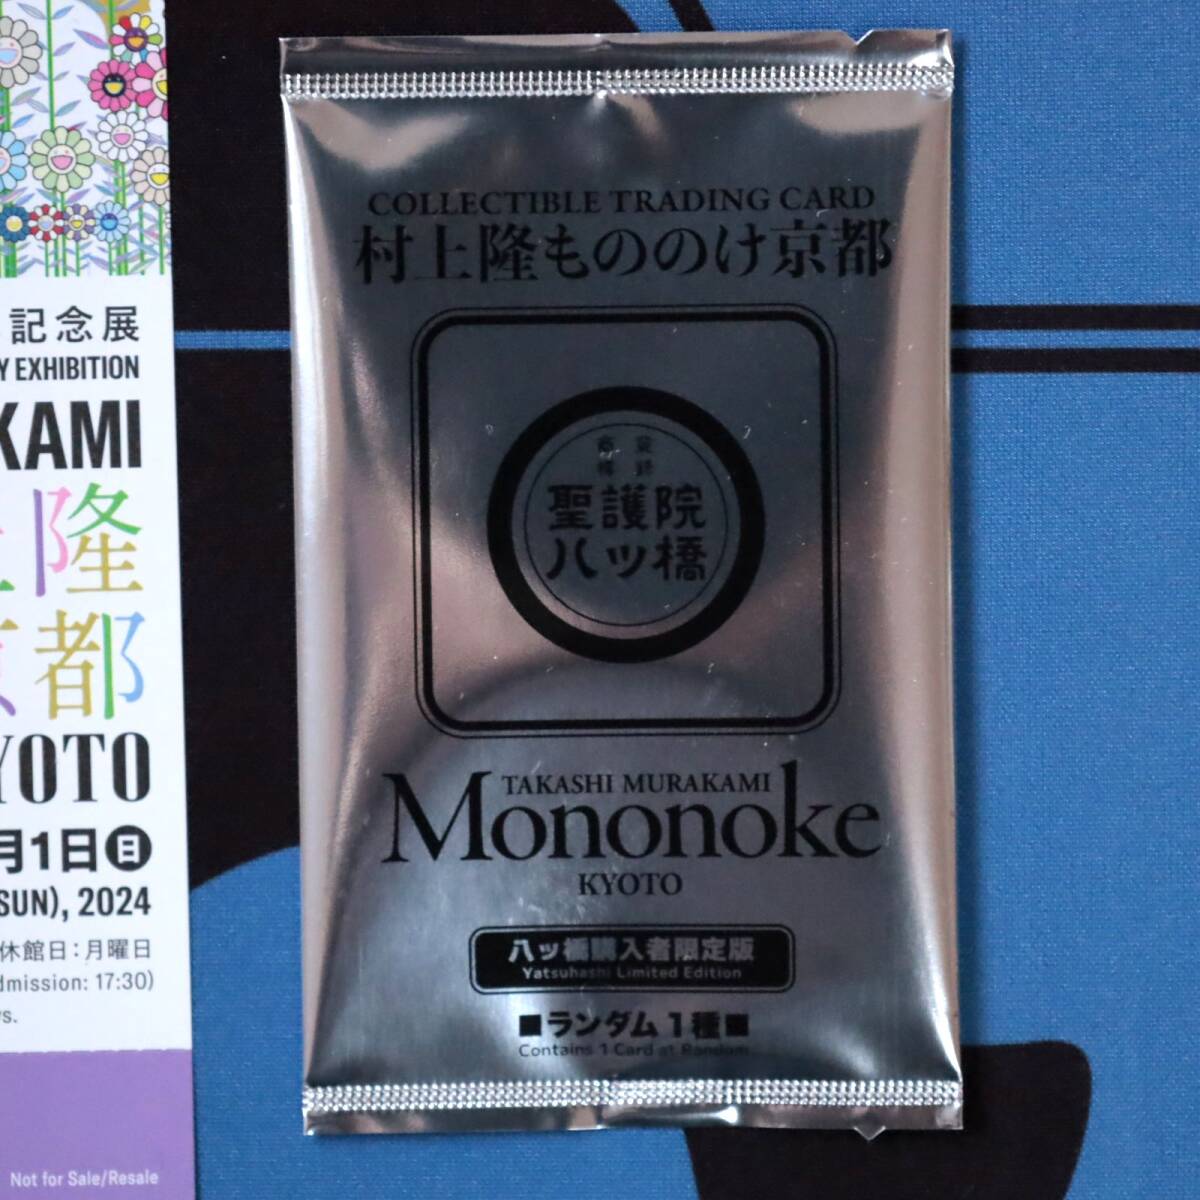 記念展
Y EXHIBITION
KAMI
隆
京都
YOTO
月1日日
SUN), 2024
休館日:月曜日
dmission: 17:30)
ws.
Not for Sale/Resale
COLLECTIBLE TRADING CARD
村上隆もののけ京都
聖護院
八ッ橋
TAKASHI MURAKAMI
Mononoke
KYOTO
八ッ橋購入者限定版
Yatsuhashi Limited Edition
■ランダム1種■
Contains 1 Card at Random